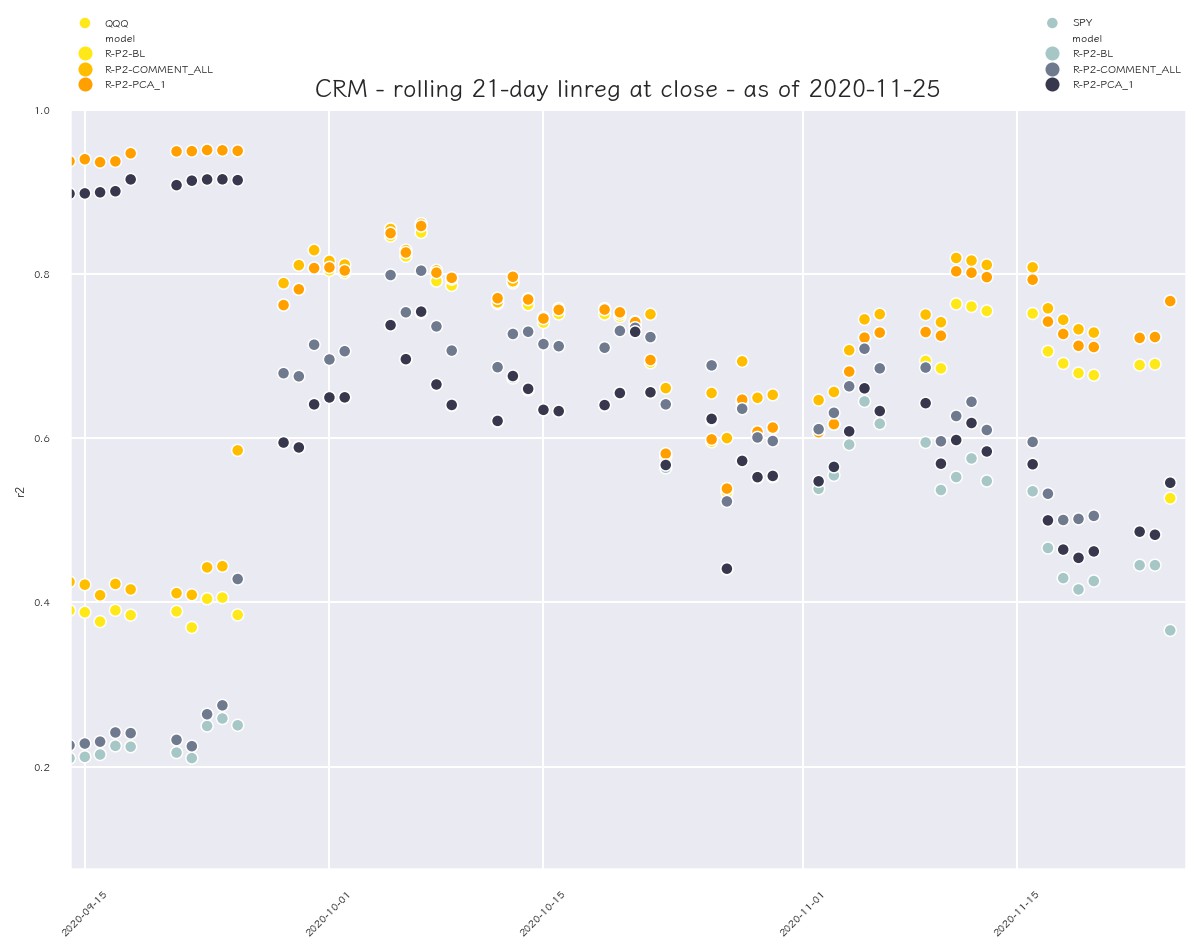 QQQ
model
R-P2-BL
R-P2-COMMENT_ALL
R-P2-PCA_1
SPY
model
R-P2-BL
R-P2-COMMENT_ALL
R-P2-PCA_1
CRM - rolling 21-day linreg at close - as of 2020-11-25
1.0
0.8
0.6
0.4
0.2
r2
2020-09-15
2020-10-01
2020-10-15
2020-11-01
2020-11-15